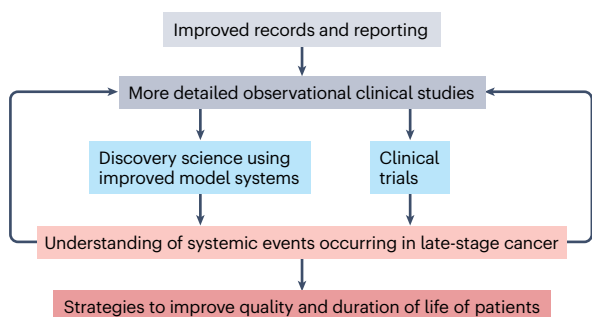 Improved records and reporting
More detailed observational clinical studies
Discovery science using
improved model systems
Clinical
trials
Understanding of systemic events occurring in late-stage cancer
Strategies to improve quality and duration of life of patients